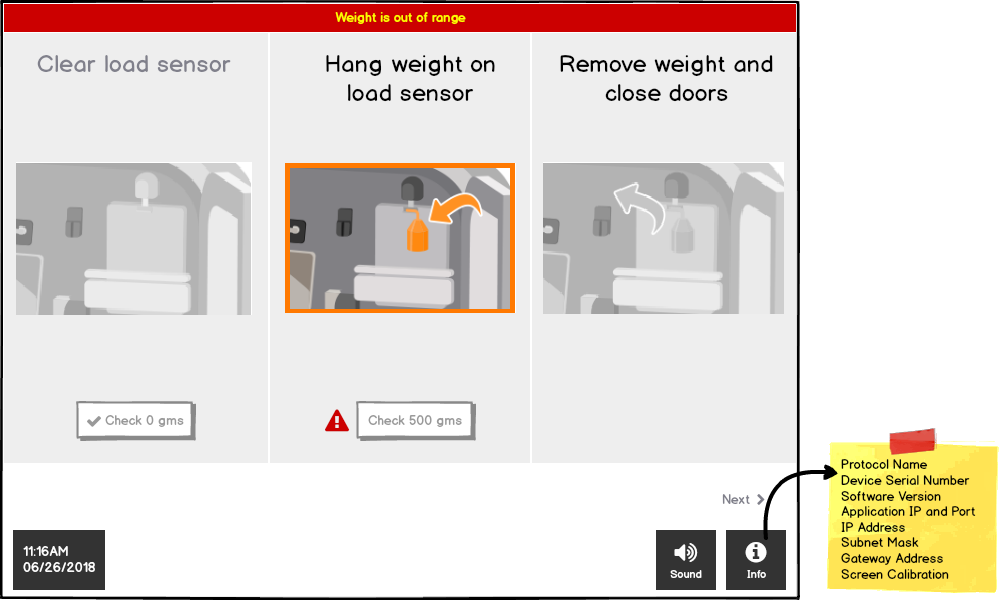 Weight is out of range
Clear load sensor
Hang weight on
load sensor
Remove weight and
close doors
Check 0 gms
Check 500 gms
Next
11:16AM
06/26/2018
Sound
Info
Protocol Name
Device Serial Number
Software Version
Application IP and Port
IP Address
Subnet Mask
Gateway Address
Screen Calibration